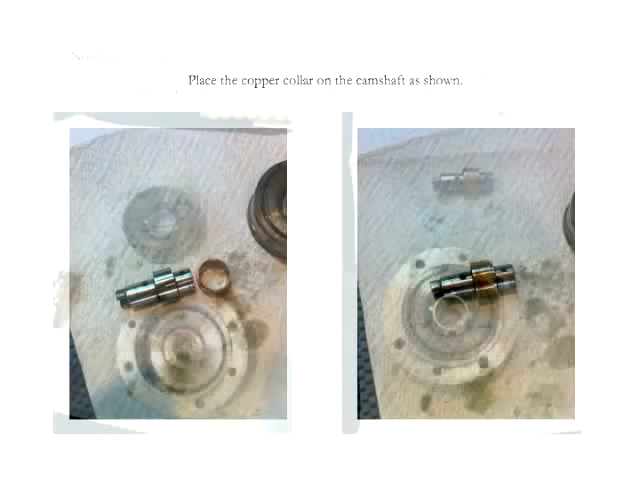 Place the copper collar on the camshaft as shown.